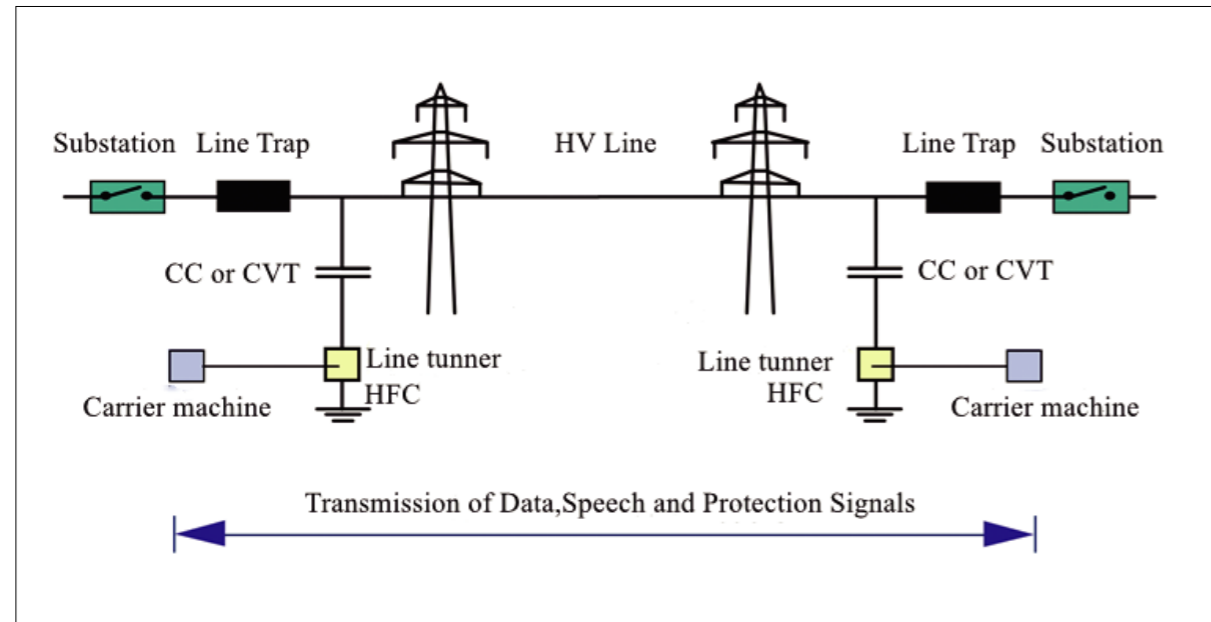 Substation
Line Trap
HV Line
Line Trap
Substation
CC or CVT
CC or CVT
Line tunner
HFC
Line tunner
HFC
Carrier machine
Carrier machine
Transmission of Data,Speech and Protection Signals